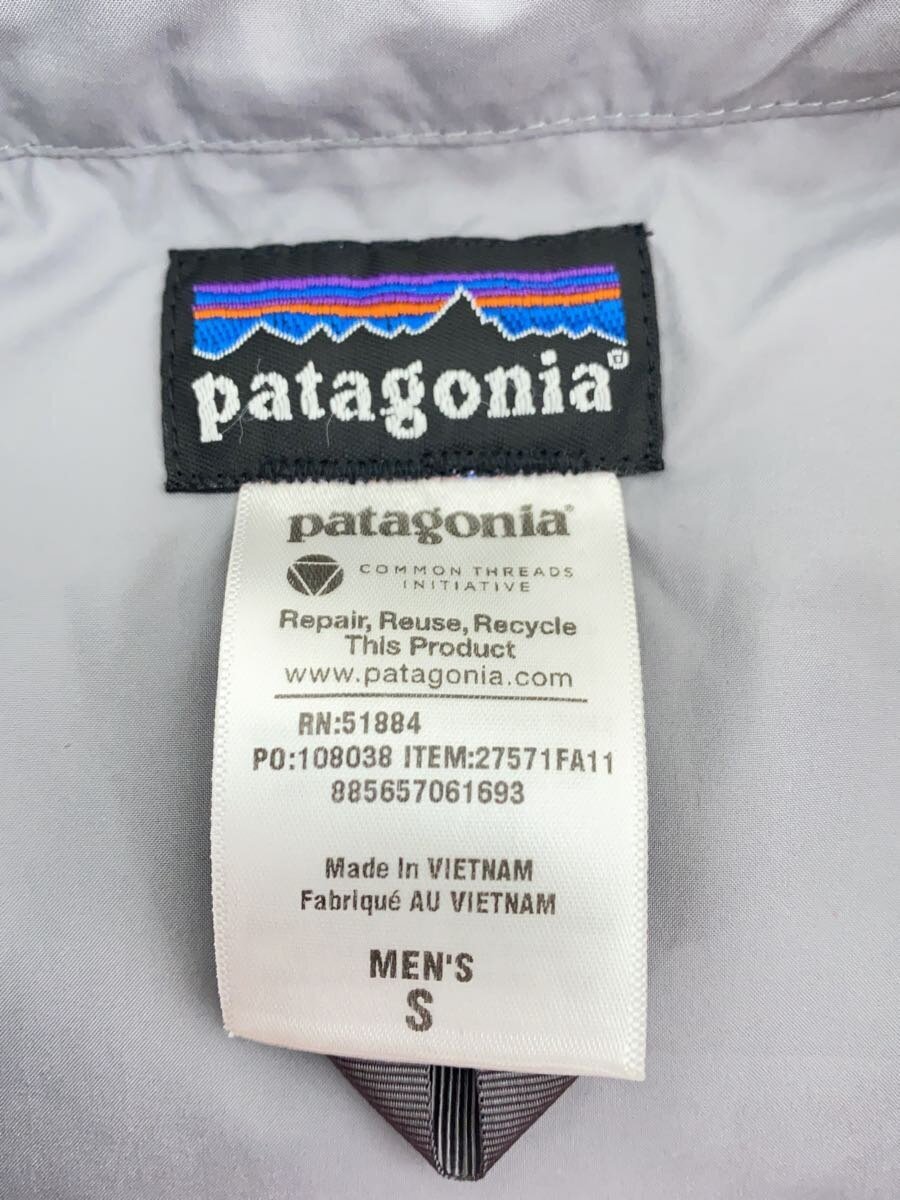 patagonia®
patagonia®
COMMON THREADS
INITIATIVE
Repair, Reuse, Recycle
This Product
www.patagonia.com
RN:51884
PO:108038 ITEM:27571FA11
885657061693
Made In VIETNAM
Fabriqué AU VIETNAM
MEN'S
S